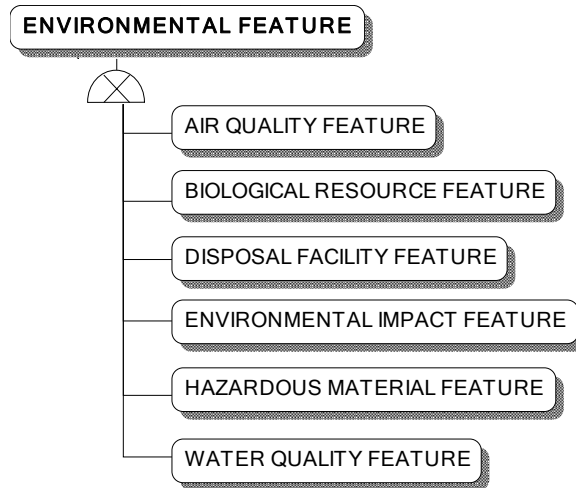 ENVIRONMENTAL FEATURE
AIR QUALITY FEATURE
BIOLOGICAL RESOURCE FEATURE
DISPOSAL FACILITY FEATURE
ENVIRONMENTAL IMPACT FEATURE
HAZARDOUS MATERIAL FEATURE
WATER QUALITY FEATURE